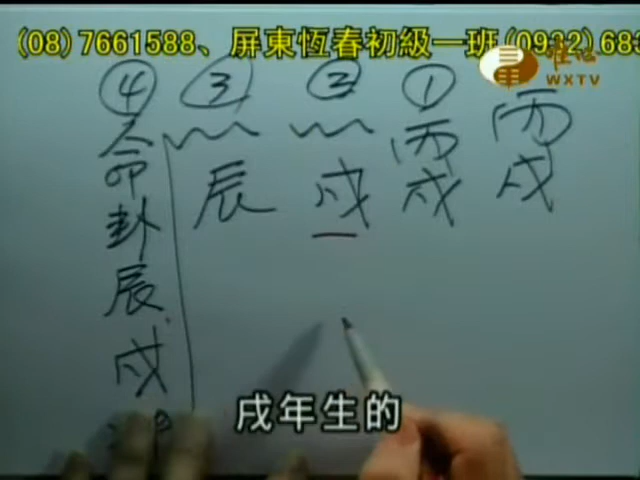 (08)7661588、屏東恆春初級一班(0932)683
WXTV
丙戌
① 丙戌
② 戌
③ 辰
④ 命卦辰戌
戌年生的